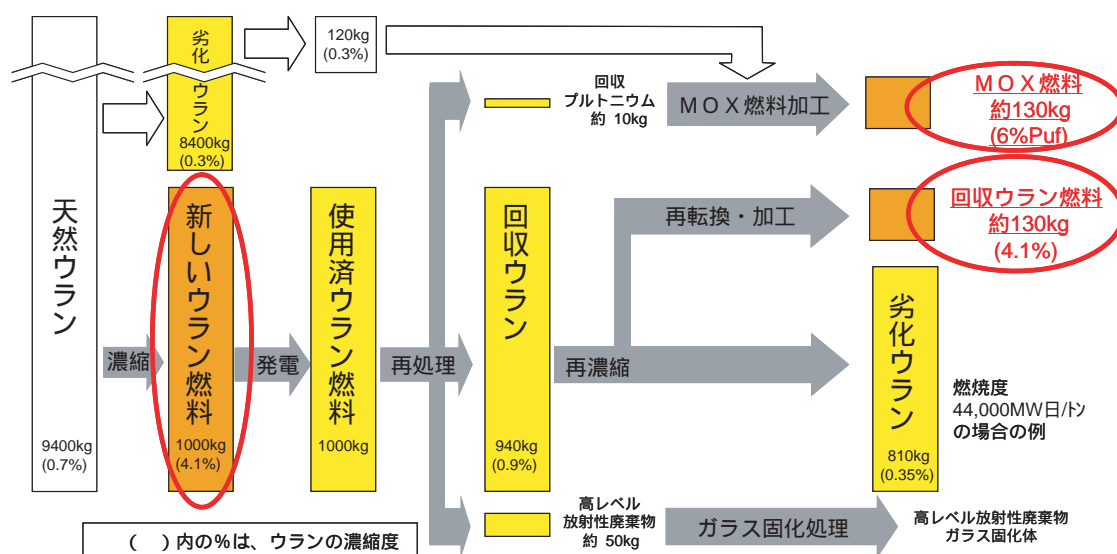 劣化ウラン
8400kg
(0.3%)
120kg
(0.3%)
回収
プルトニウム
約 10kg
ＭＯＸ燃料加工
ＭＯＸ燃料
約130kg
(6%Puf)
天然ウラン
9400kg
(0.7%)
濃縮
新しいウラン燃料
1000kg
(4.1%)
発電
使用済ウラン燃料
1000kg
再処理
回収ウラン
940kg
(0.9%)
再転換・加工
回収ウラン燃料
約130kg
(4.1%)
再濃縮
劣化ウラン
810kg
(0.35%)
燃焼度
44,000MW日/㌧
の場合の例
高レベル
放射性廃棄物
約 50kg
ガラス固化処理
高レベル放射性廃棄物
ガラス固化体
（　）内の%は、ウランの濃縮度